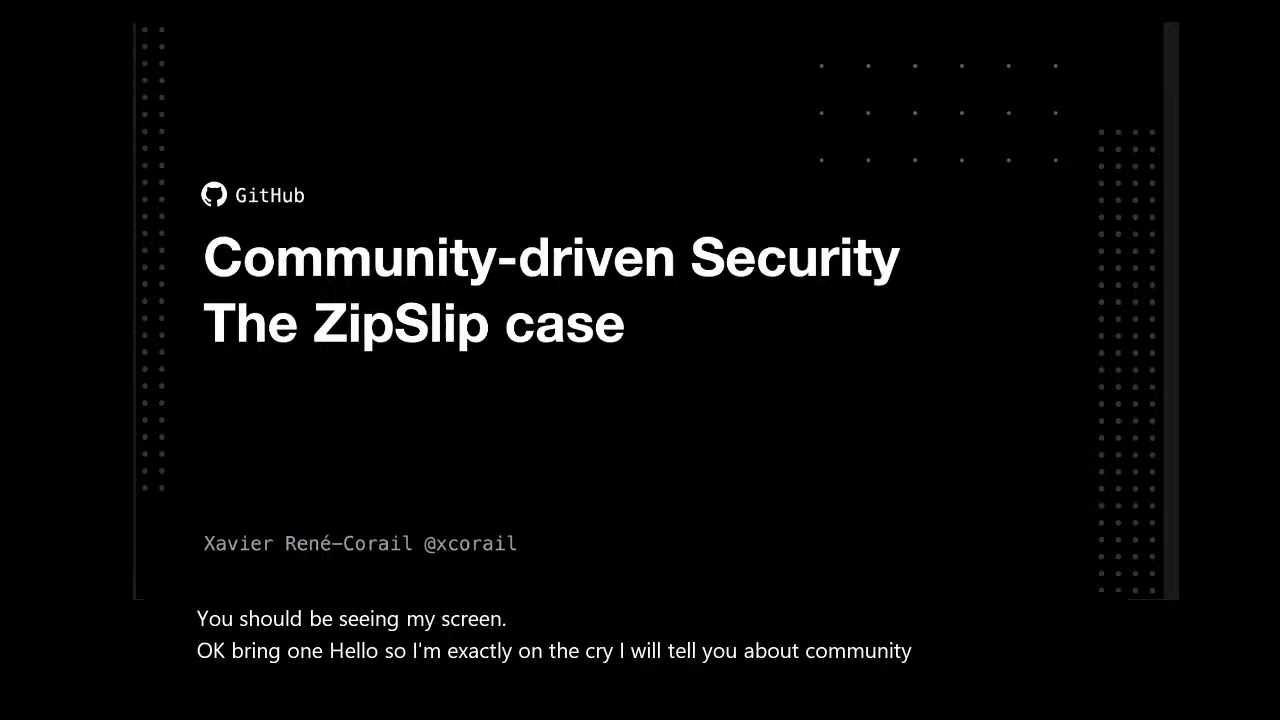 GitHub
Community-driven Security
The ZipSlip case
Xavier René-Corail @xcorail
You should be seeing my screen.
OK bring one Hello so I'm exactly on the cry I will tell you about community